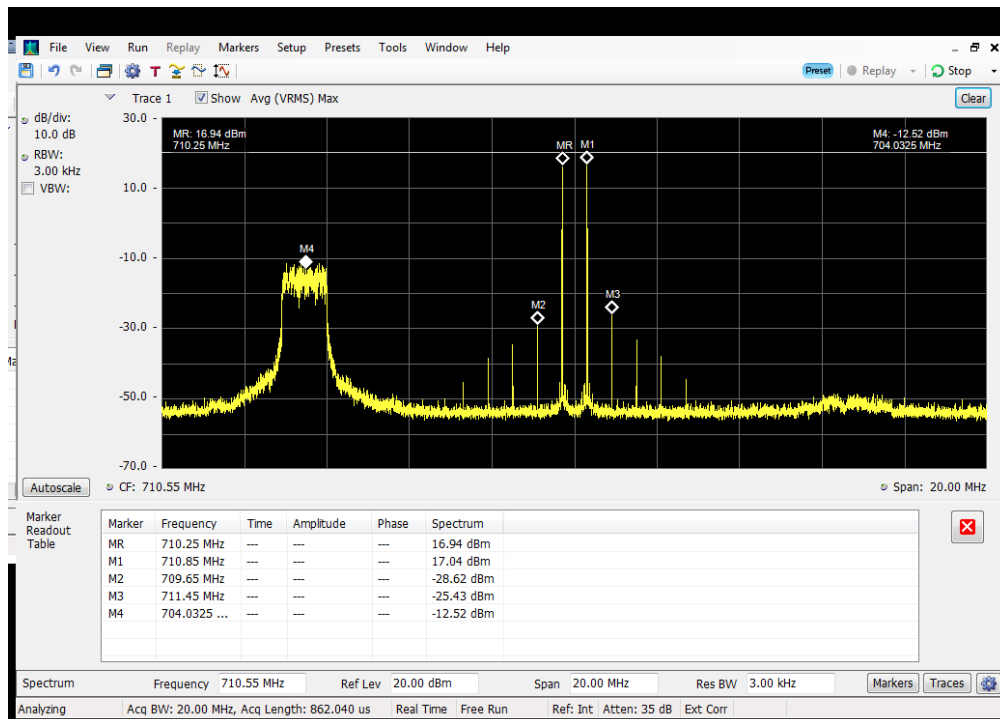 File View Run Replay Markers Setup Presets Tools Window Help
T Preset Replay Stop
Trace 1 Show Avg (VRMS) Max Clear
dB/div:
10.0 dB
RBW:
3.00 kHz
VBW:
30.0 -
10.0 -
-10.0 -
-30.0 -
-50.0 -
-70.0 -
MR: 16.94 dBm
710.25 MHz
M4: -12.52 dBm
704.0325 MHz
MR M1
M4
M2
M3
Autoscale CF: 710.55 MHz Span: 20.00 MHz
Marker
Readout
Table
Marker Frequency Time Amplitude Phase Spectrum
MR 710.25 MHz --- --- --- 16.94 dBm
M1 710.85 MHz --- --- --- 17.04 dBm
M2 709.65 MHz --- --- --- -28.62 dBm
M3 711.45 MHz --- --- --- -25.43 dBm
M4 704.0325 ... --- --- --- -12.52 dBm
Spectrum Frequency 710.55 MHz Ref Lev 20.00 dBm Span 20.00 MHz Res BW 3.00 kHz Markers Traces
Analyzing Acq BW: 20.00 MHz, Acq Length: 862.040 us Real Time Free Run Ref: Int Atten: 35 dB Ext Corr